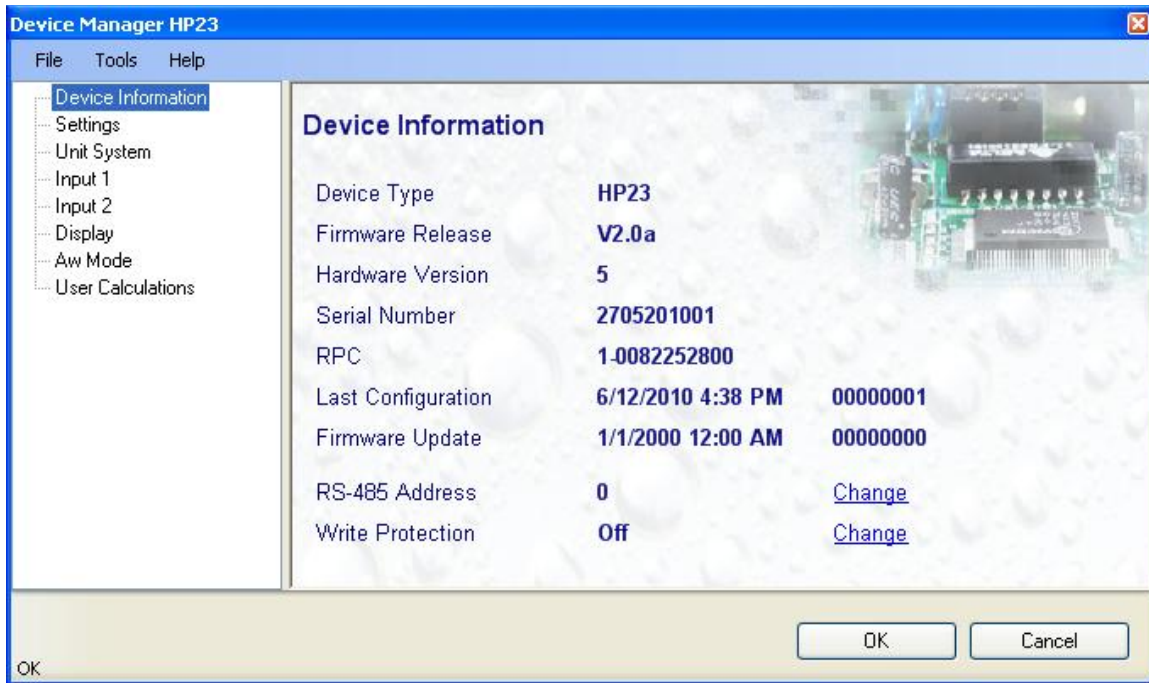 Device Manager HP23
File Tools Help
Device Information
Settings
Unit System
Input 1
Input 2
Display
Aw Mode
User Calculations
Device Information
Device Type HP23
Firmware Release V2.0a
Hardware Version 5
Serial Number 2705201001
RPC 1-0082252800
Last Configuration 6/12/2010 4:38 PM 00000001
Firmware Update 1/1/2000 12:00 AM 00000000
RS-485 Address 0 Change
Write Protection Off Change
OK Cancel
OK